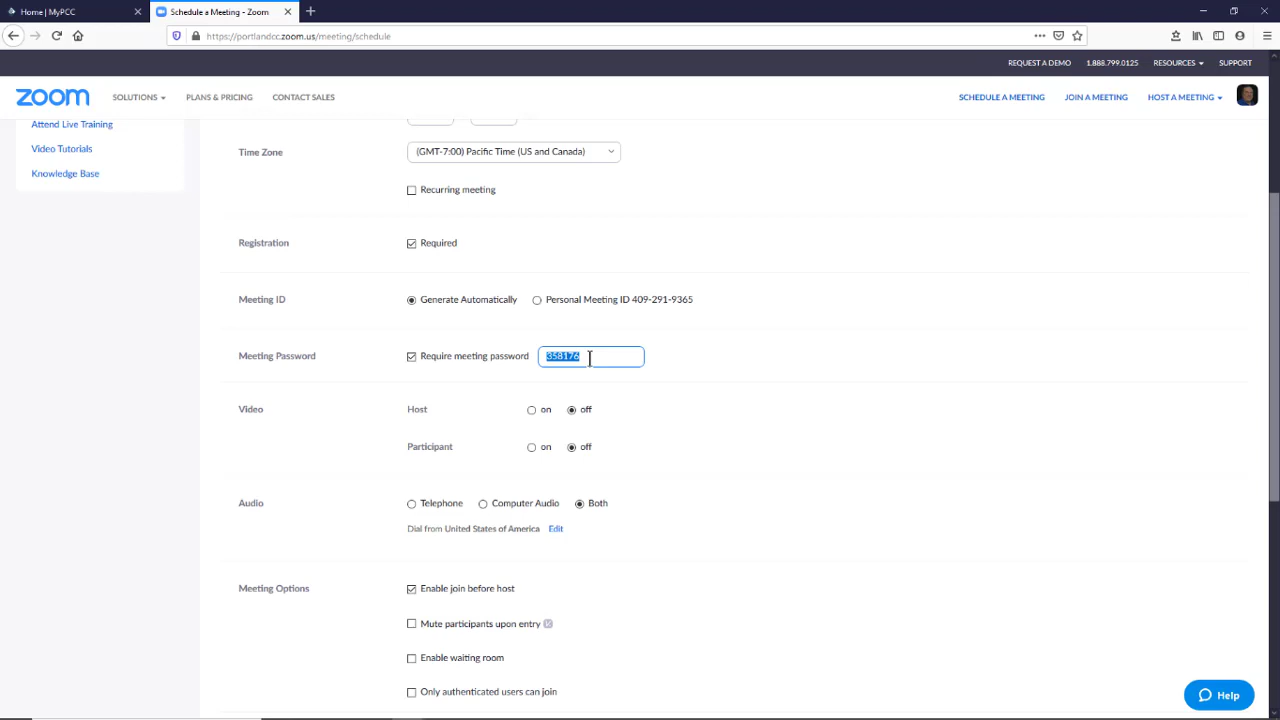 Home | MyPCC
Schedule a Meeting - Zoom
https://portlandcc.zoom.us/meeting/schedule
REQUEST A DEMO 1.888.799.0125 RESOURCES SUPPORT
zoom SOLUTIONS PLANS & PRICING CONTACT SALES SCHEDULE A MEETING JOIN A MEETING HOST A MEETING
Attend Live Training
Video Tutorials
Knowledge Base
Time Zone (GMT-7:00) Pacific Time (US and Canada)
Recurring meeting
Registration Required
Meeting ID Generate Automatically Personal Meeting ID 409-291-9365
Meeting Password Require meeting password 358176
Video Host on off
Participant on off
Audio Telephone Computer Audio Both
Dial from United States of America Edit
Meeting Options Enable join before host
Mute participants upon entry
Enable waiting room
Only authenticated users can join
Help